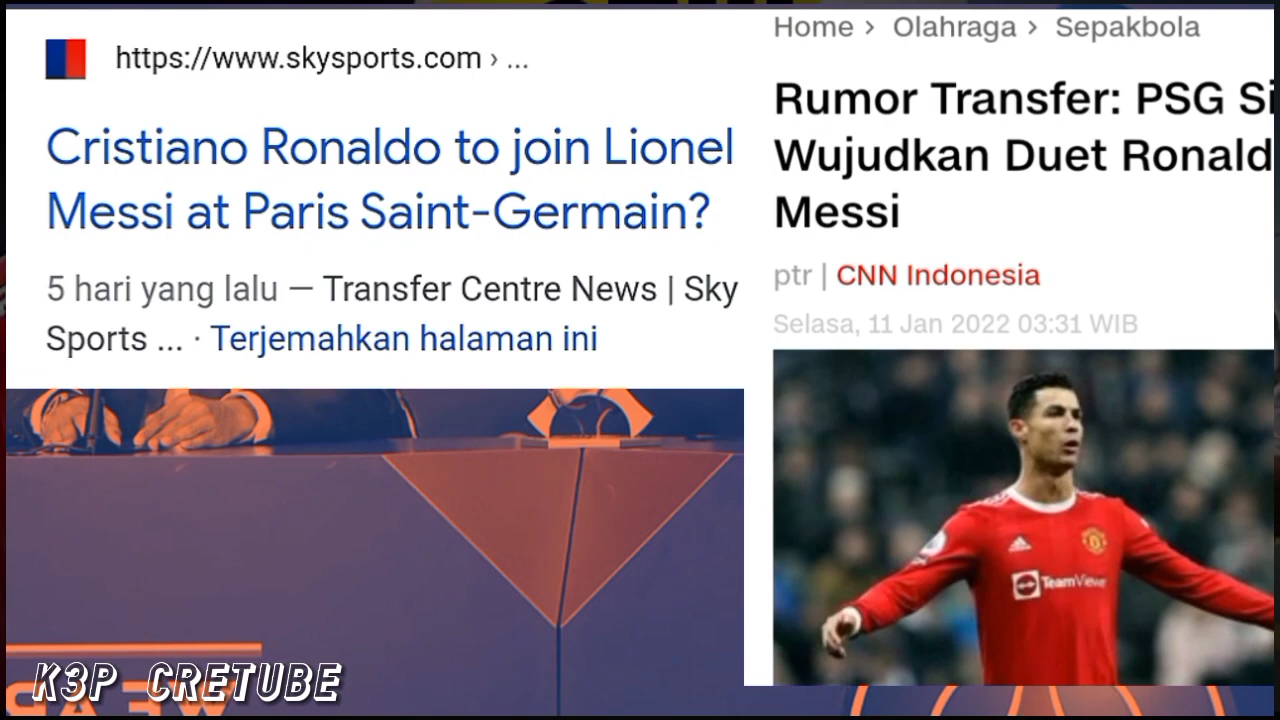 https://www.skysports.com › ...
Cristiano Ronaldo to join Lionel
Messi at Paris Saint-Germain?
5 hari yang lalu — Transfer Centre News | Sky
Sports ... · Terjemahkan halaman ini
Home › Olahraga › Sepakbola
Rumor Transfer: PSG Si
Wujudkan Duet Ronald
Messi
ptr | CNN Indonesia
Selasa, 11 Jan 2022 03:31 WIB
TeamViewer
K3P CRETUBE